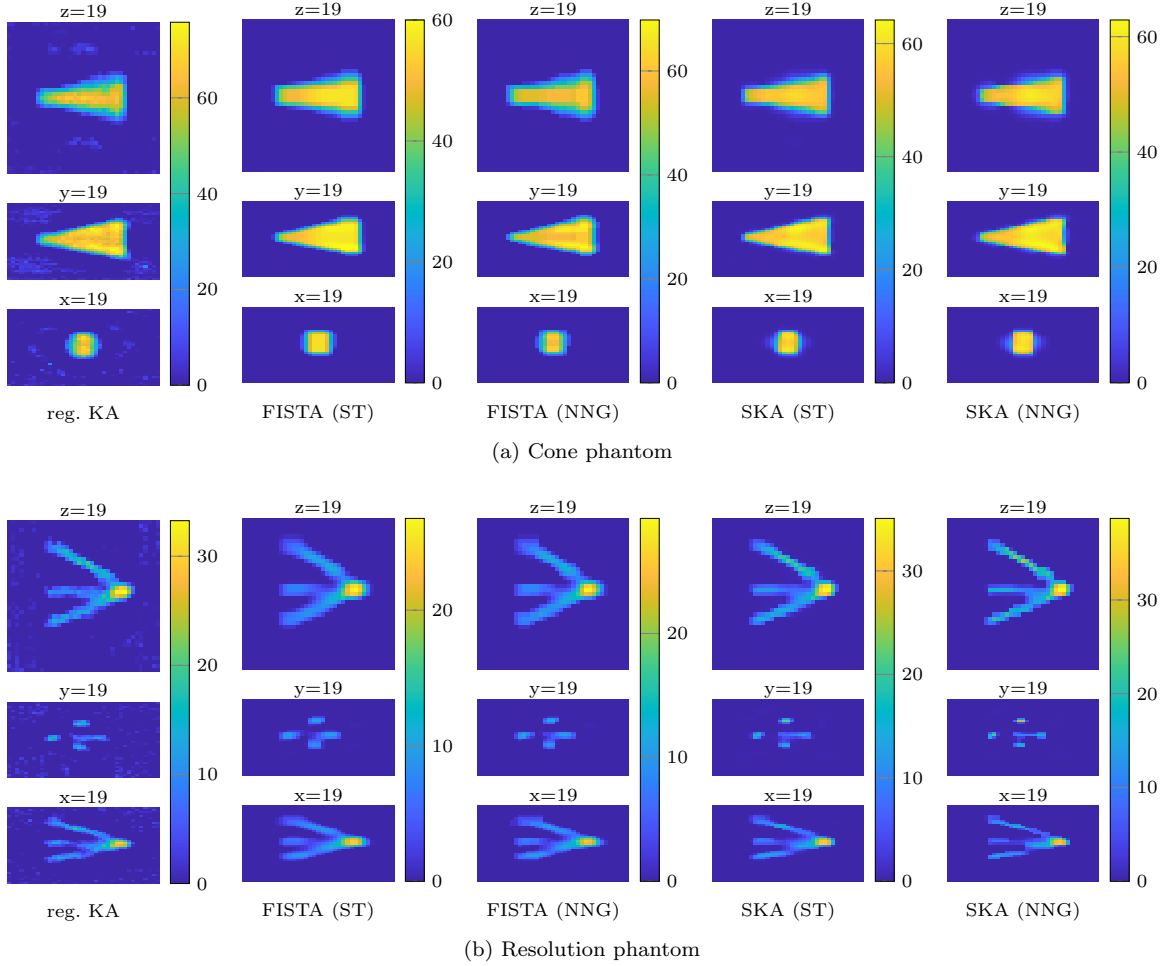 z=19 z=19 z=19 z=19 z=19
y=19 y=19 y=19 y=19 y=19
x=19 x=19 x=19 x=19 x=19
60 40 20 0
60 40 20 0
60 40 20 0
60 40 20 0
60 40 20 0
reg. KA FISTA (ST) FISTA (NNG) SKA (ST) SKA (NNG)
(a) Cone phantom
z=19 z=19 z=19 z=19 z=19
y=19 y=19 y=19 y=19 y=19
x=19 x=19 x=19 x=19 x=19
30 20 10 0
20 10 0
20 10 0
30 20 10 0
30 20 10 0
reg. KA FISTA (ST) FISTA (NNG) SKA (ST) SKA (NNG)
(b) Resolution phantom